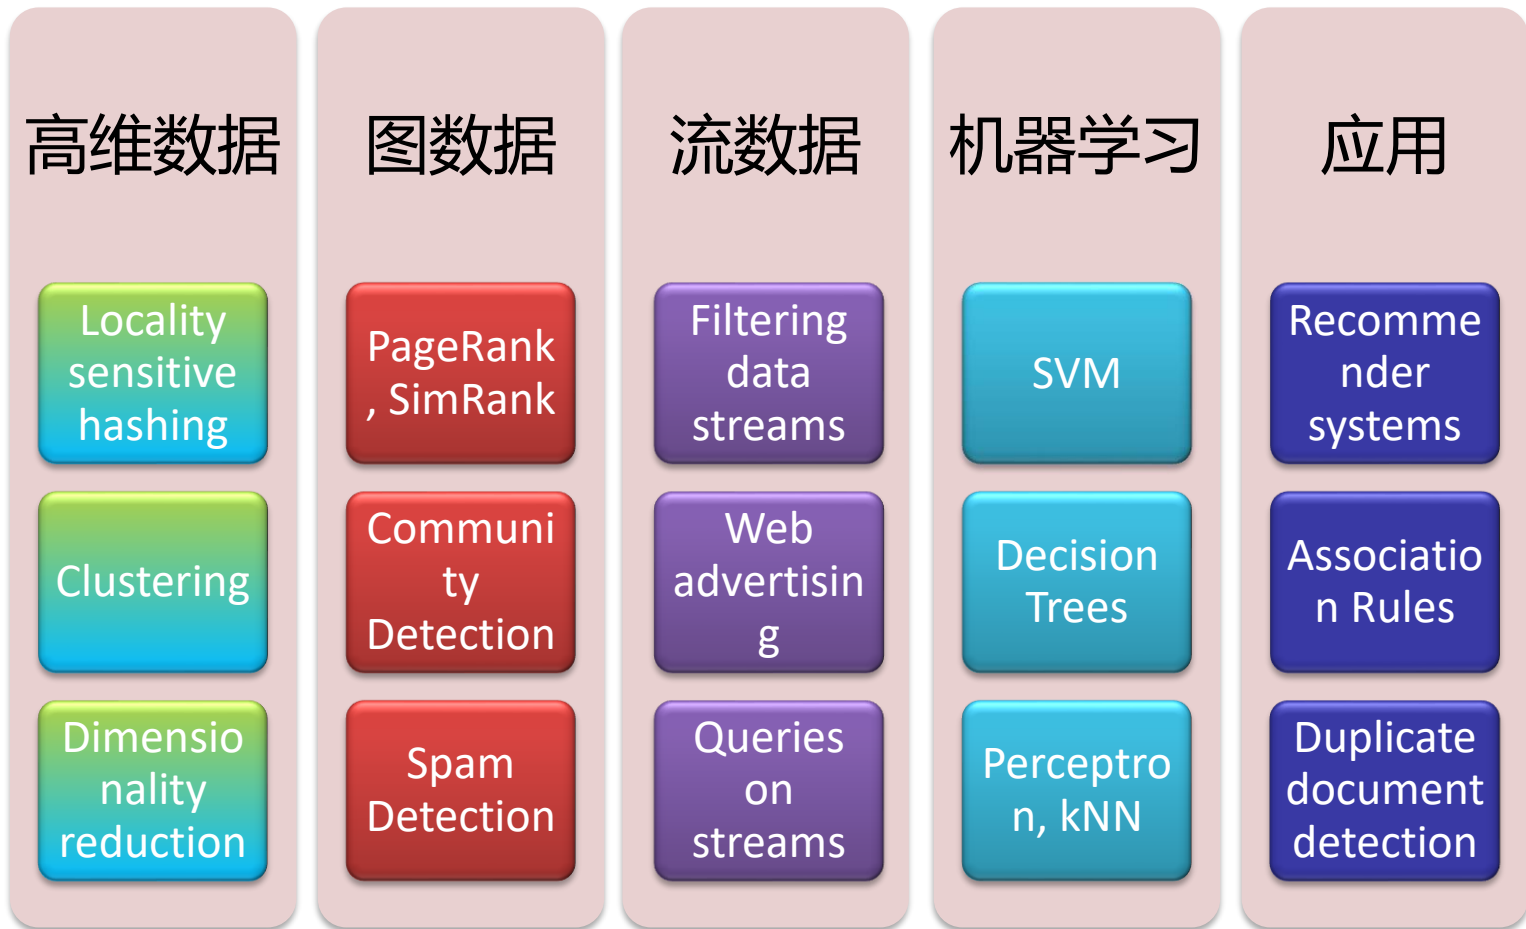 高维数据
Locality
sensitive
hashing
Clustering
Dimensio
nality
reduction
图数据
PageRank
, SimRank
Communi
ty
Detection
Spam
Detection
流数据
Filtering
data
streams
Web
advertisin
g
Queries
on
streams
机器学习
SVM
Decision
Trees
Perceptro
n, kNN
应用
Recomme
nder
systems
Associatio
n Rules
Duplicate
document
detection